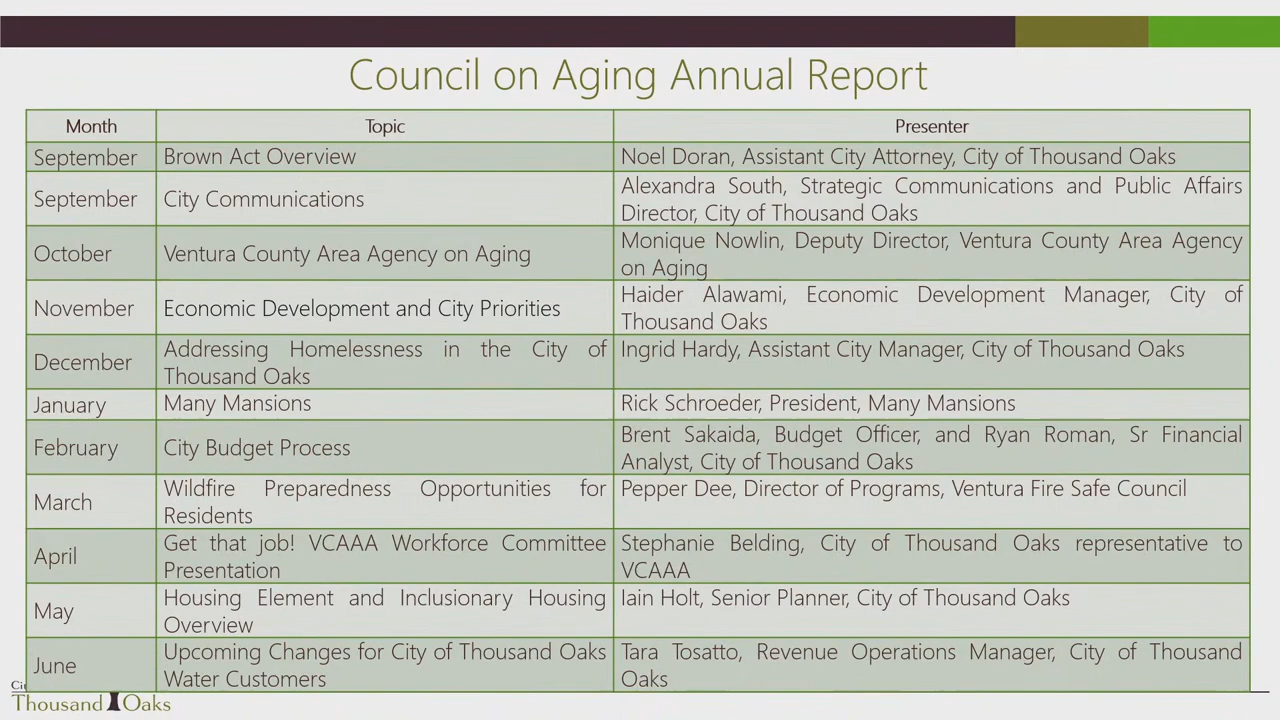 Council on Aging Annual Report
Month Topic Presenter
September Brown Act Overview Noel Doran, Assistant City Attorney, City of Thousand Oaks
September City Communications Alexandra South, Strategic Communications and Public Affairs
Director, City of Thousand Oaks
October Ventura County Area Agency on Aging Monique Nowlin, Deputy Director, Ventura County Area Agency
on Aging
November Economic Development and City Priorities Haider Alawami, Economic Development Manager, City of
Thousand Oaks
December Addressing Homelessness in the City of Ingrid Hardy, Assistant City Manager, City of Thousand Oaks
Thousand Oaks
January Many Mansions Rick Schroeder, President, Many Mansions
February City Budget Process Brent Sakaida, Budget Officer, and Ryan Roman, Sr Financial
Analyst, City of Thousand Oaks
March Wildfire Preparedness Opportunities for Pepper Dee, Director of Programs, Ventura Fire Safe Council
Residents
April Get that job! VCAAA Workforce Committee Stephanie Belding, City of Thousand Oaks representative to
Presentation VCAAA
May Housing Element and Inclusionary Housing Iain Holt, Senior Planner, City of Thousand Oaks
Overview
June Upcoming Changes for City of Thousand Oaks Tara Tosatto, Revenue Operations Manager, City of Thousand
Water Customers Oaks
Thousand Oaks